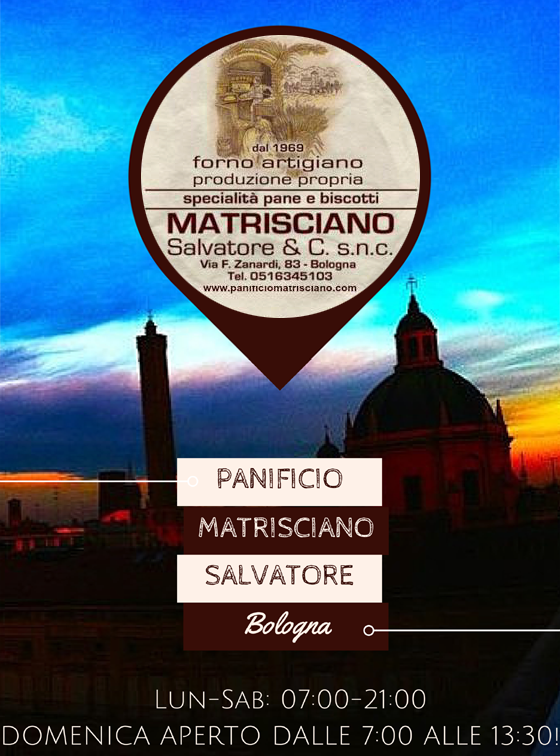 dal 1969
forno artigiano
produzione propria
specialità pane e biscotti
MATRISCIANO
Salvatore & C. s.n.c.
Via F. Zanardi, 83 - Bologna
Tel. 0516345103
www.panificiomatrisciano.com
PANIFICIO
MATRISCIANO
SALVATORE
Bologna
Lun-Sab: 07:00-21:00
DOMENICA APERTO DALLE 7:00 ALLE 13:30!